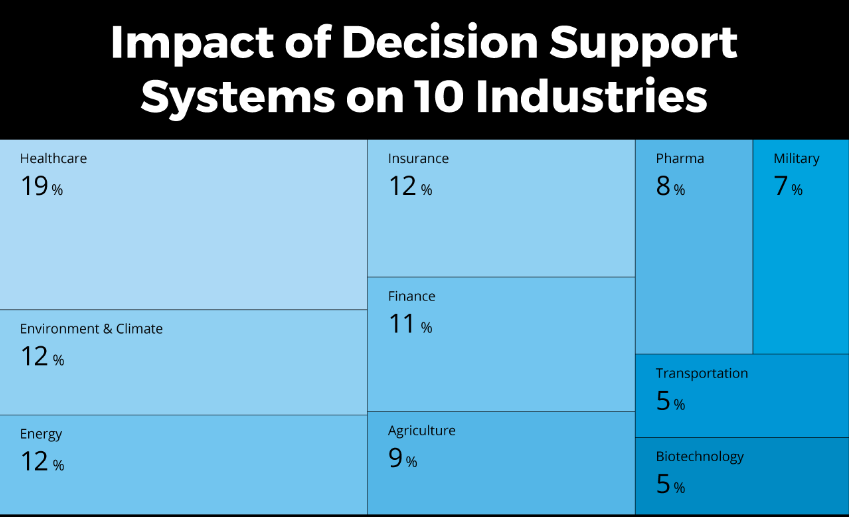 Impact of Decision Support
Systems on 10 Industries
Healthcare
19 %
Environment & Climate
12 %
Energy
12 %
Insurance
12 %
Finance
11 %
Agriculture
9 %
Pharma
8 %
Military
7 %
Transportation
5 %
Biotechnology
5 %